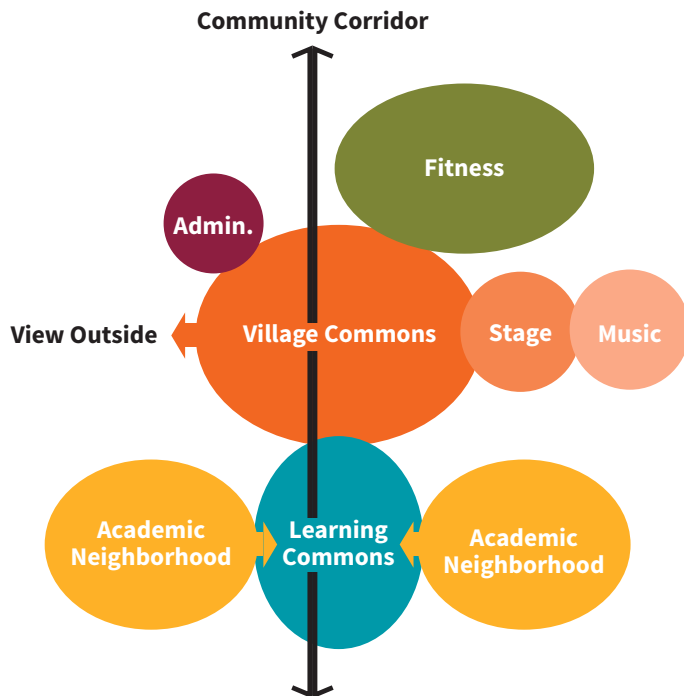 Community Corridor
Fitness
Admin.
View Outside
Village Commons
Stage
Music
Academic
Neighborhood
Learning
Commons
Academic
Neighborhood